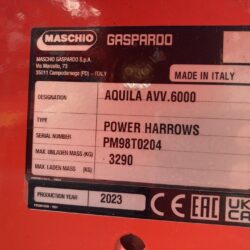 MASCHIO GASPARDO
MASCHIO GASPARDO S.p.A
Via Marcello, 73
35011 Campodarsego (PD) - ITALY
MADE IN ITALY
DESIGNATION AQUILA AVV.6000
TYPE POWER HARROWS
PM98T0204
MAX. UNLADEN MASS (KG) 3290
MAX. LADEN MASS (KG)
PRODUCTION YEAR 2023
CE EAC UK CA